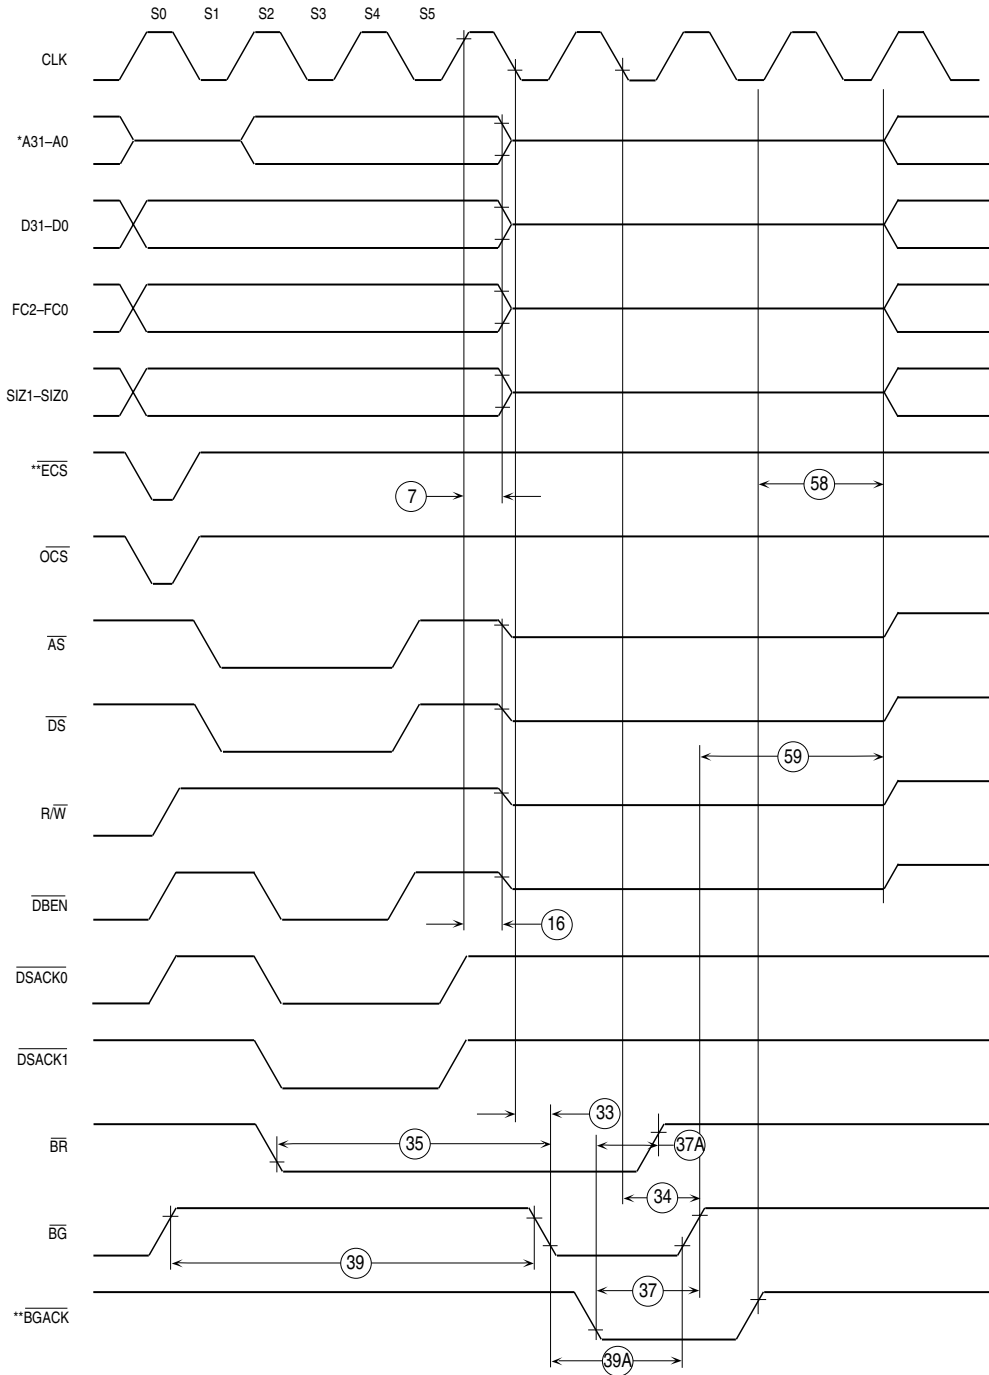 S0 S1 S2 S3 S4 S5
CLK
*A31–A0
D31–D0
FC2–FC0
SIZ1–SIZ0
**ECS
58
7
OCS
AS
DS
59
R/W
DBEN
16
DSACK0
DSACK1
33
BR
35
37A
34
BG
39
37
**BGACK
39A